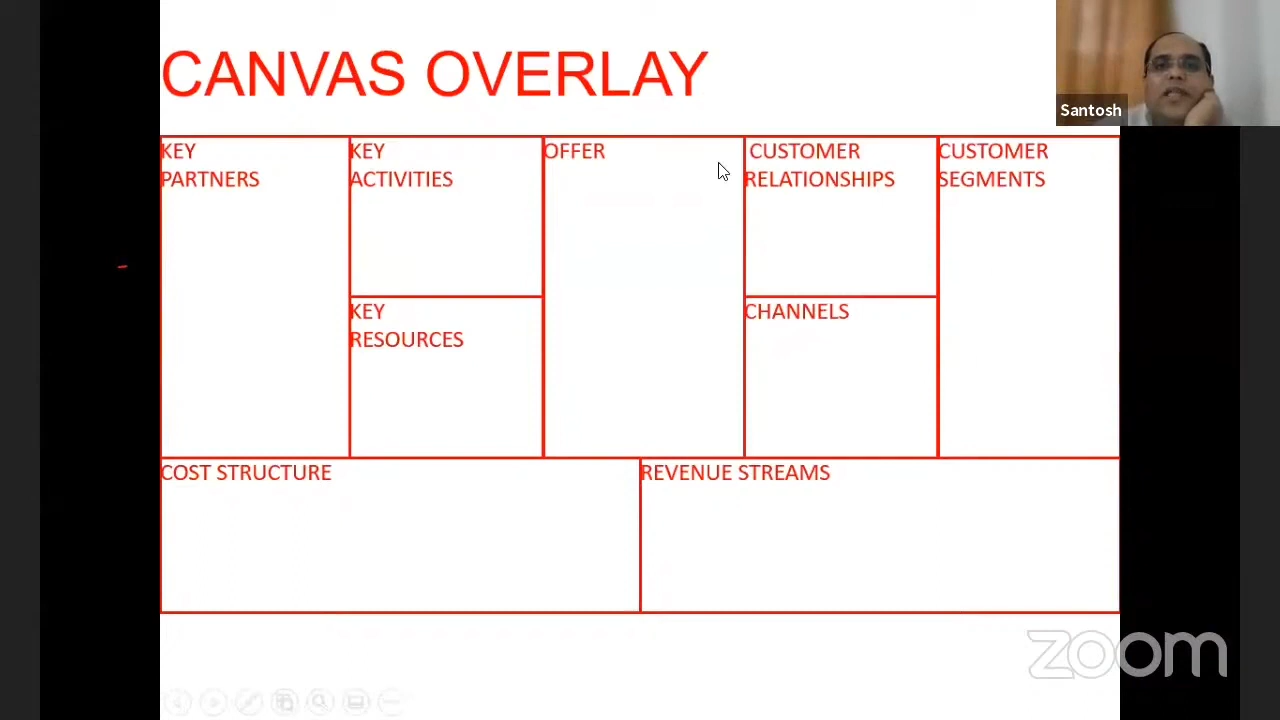 CANVAS OVERLAY
Santosh
KEY
PARTNERS
KEY
ACTIVITIES
OFFER
CUSTOMER
RELATIONSHIPS
CUSTOMER
SEGMENTS
KEY
RESOURCES
CHANNELS
COST STRUCTURE
REVENUE STREAMS
zoom